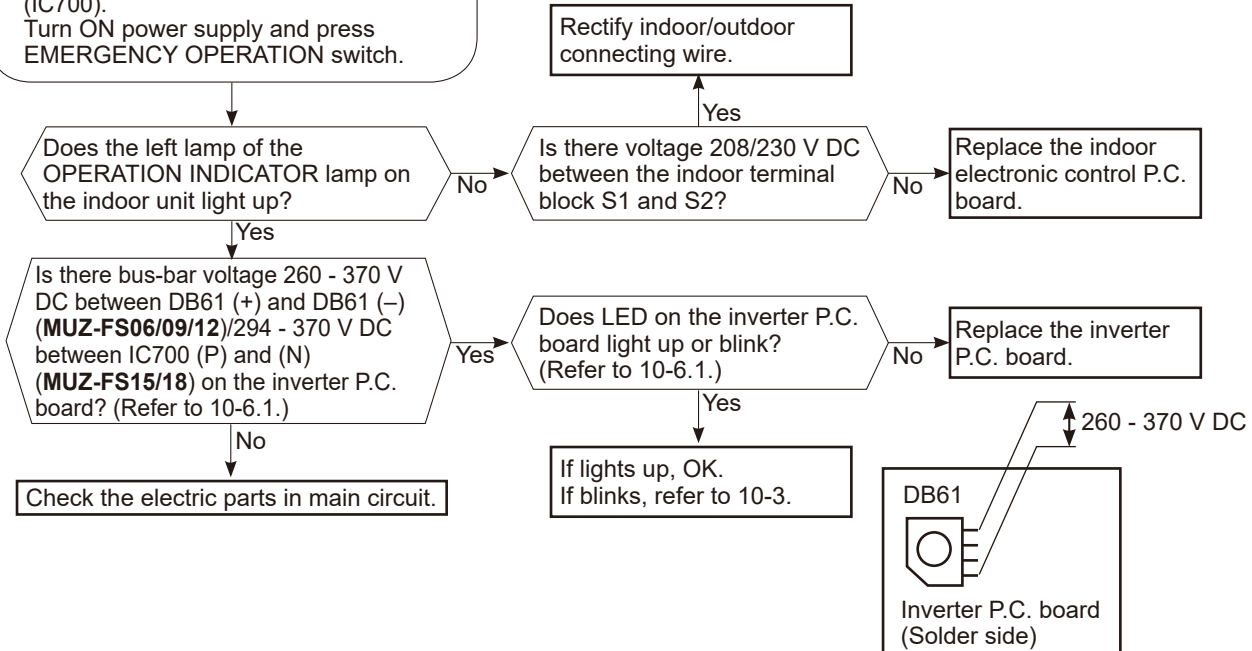 (IC700).
Turn ON power supply and press
EMERGENCY OPERATION switch.
Rectify indoor/outdoor
connecting wire.
Yes
Does the left lamp of the
OPERATION INDICATOR lamp on
the indoor unit light up?
No
Is there voltage 208/230 V DC
between the indoor terminal
block S1 and S2?
No
Replace the indoor
electronic control P.C.
board.
Yes
Is there bus-bar voltage 260 - 370 V
DC between DB61 (+) and DB61 (–)
(MUZ-FS06/09/12)/294 - 370 V DC
between IC700 (P) and (N)
(MUZ-FS15/18) on the inverter P.C.
board? (Refer to 10-6.1.)
Yes
Does LED on the inverter P.C.
board light up or blink?
(Refer to 10-6.1.)
No
Replace the inverter
P.C. board.
Yes
No
If lights up, OK.
If blinks, refer to 10-3.
Check the electric parts in main circuit.
260 - 370 V DC
DB61
Inverter P.C. board
(Solder side)